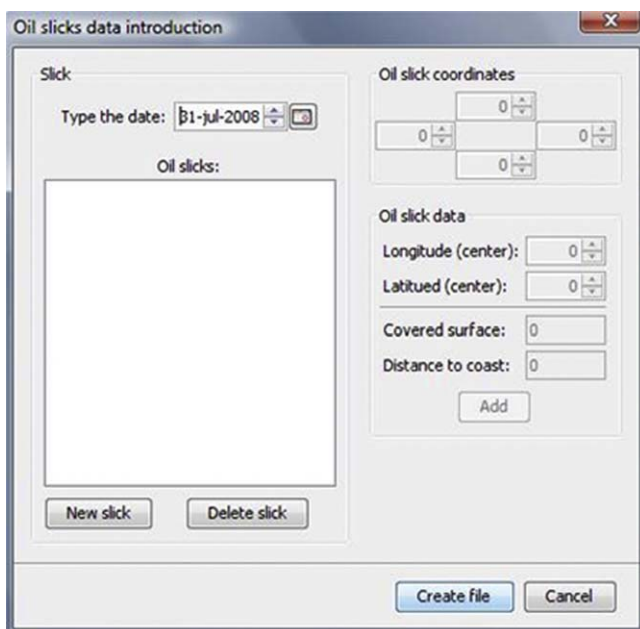 Oil slicks data introduction
Slick
Type the date: 31-jul-2008
Oil slicks:
New slick
Delete slick
Oil slick coordinates
0
0 0
0
Oil slick data
Longitude (center): 0
Latitued (center): 0
Covered surface: 0
Distance to coast: 0
Add
Create file
Cancel